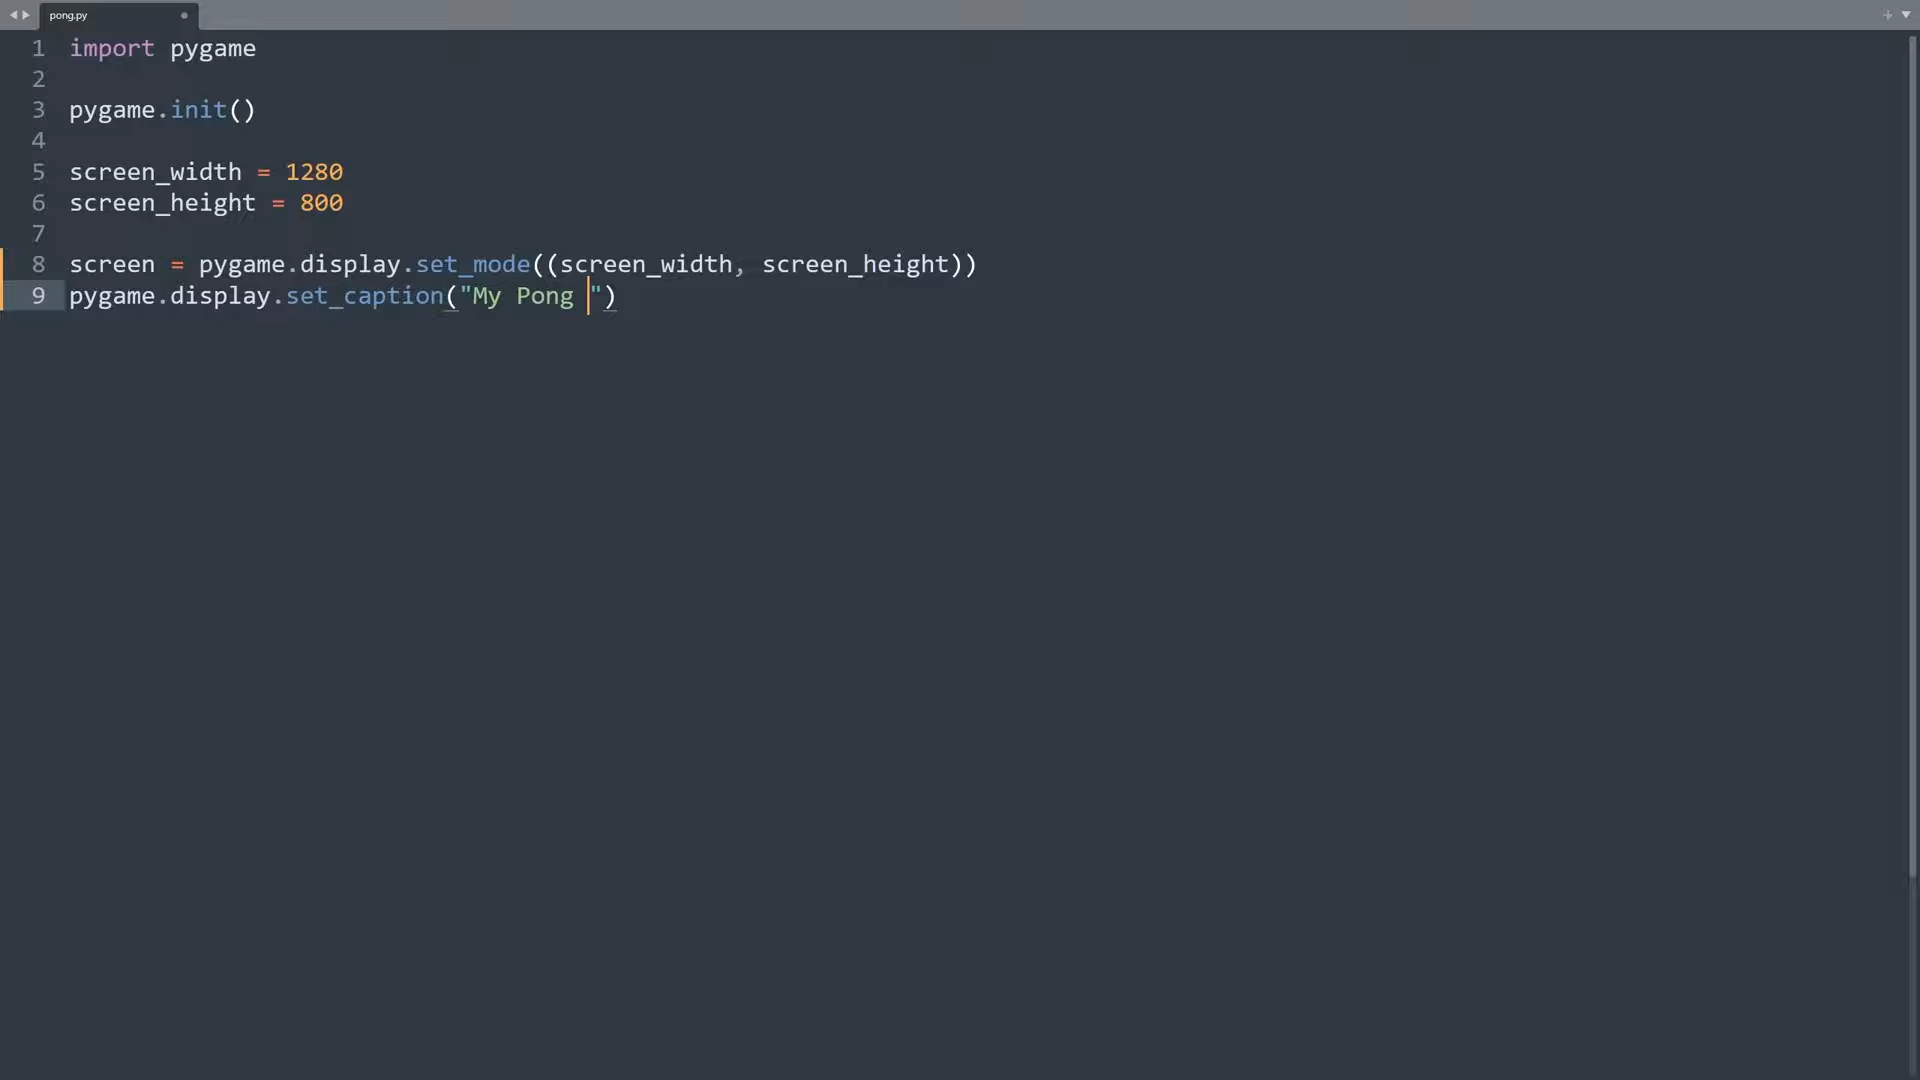 pong.py
1 import pygame
2
3 pygame.init()
4
5 screen_width = 1280
6 screen_height = 800
7
8 screen = pygame.display.set_mode((screen_width, screen_height))
9 pygame.display.set_caption("My Pong ")